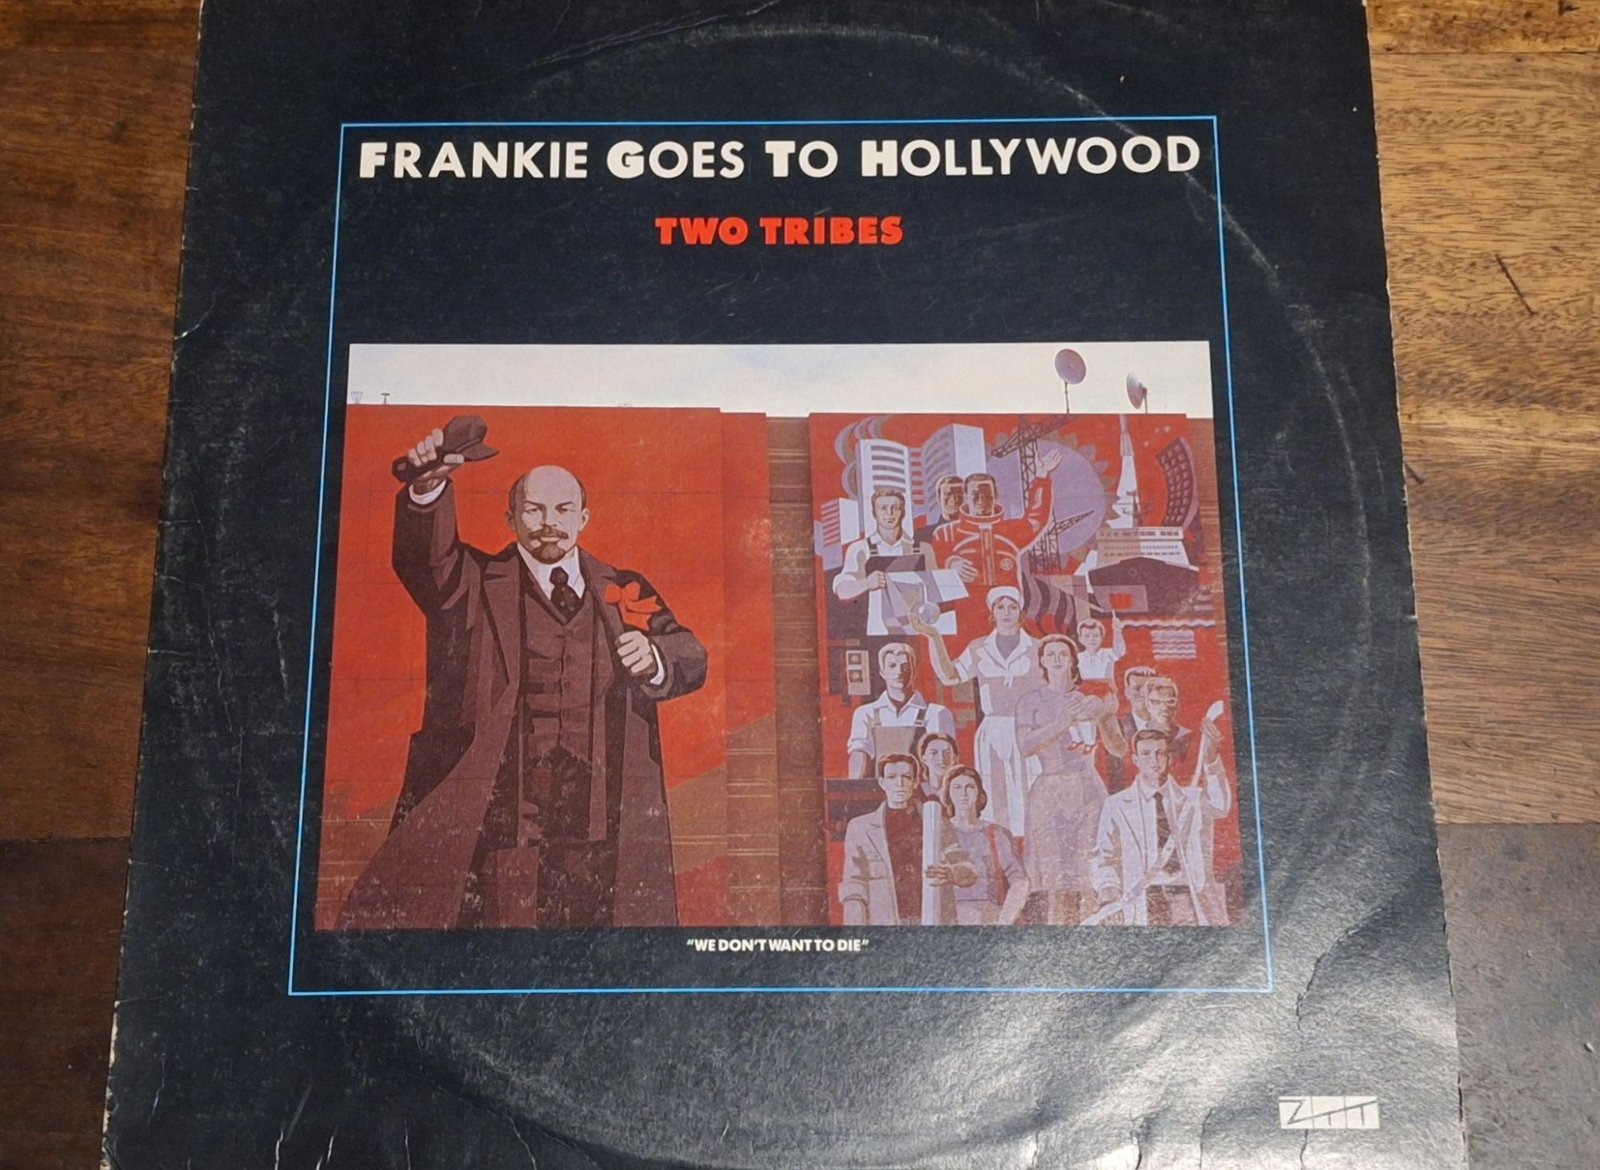 FRANKIE GOES TO HOLLYWOOD
TWO TRIBES
"WE DON'T WANT TO DIE"
ZTT